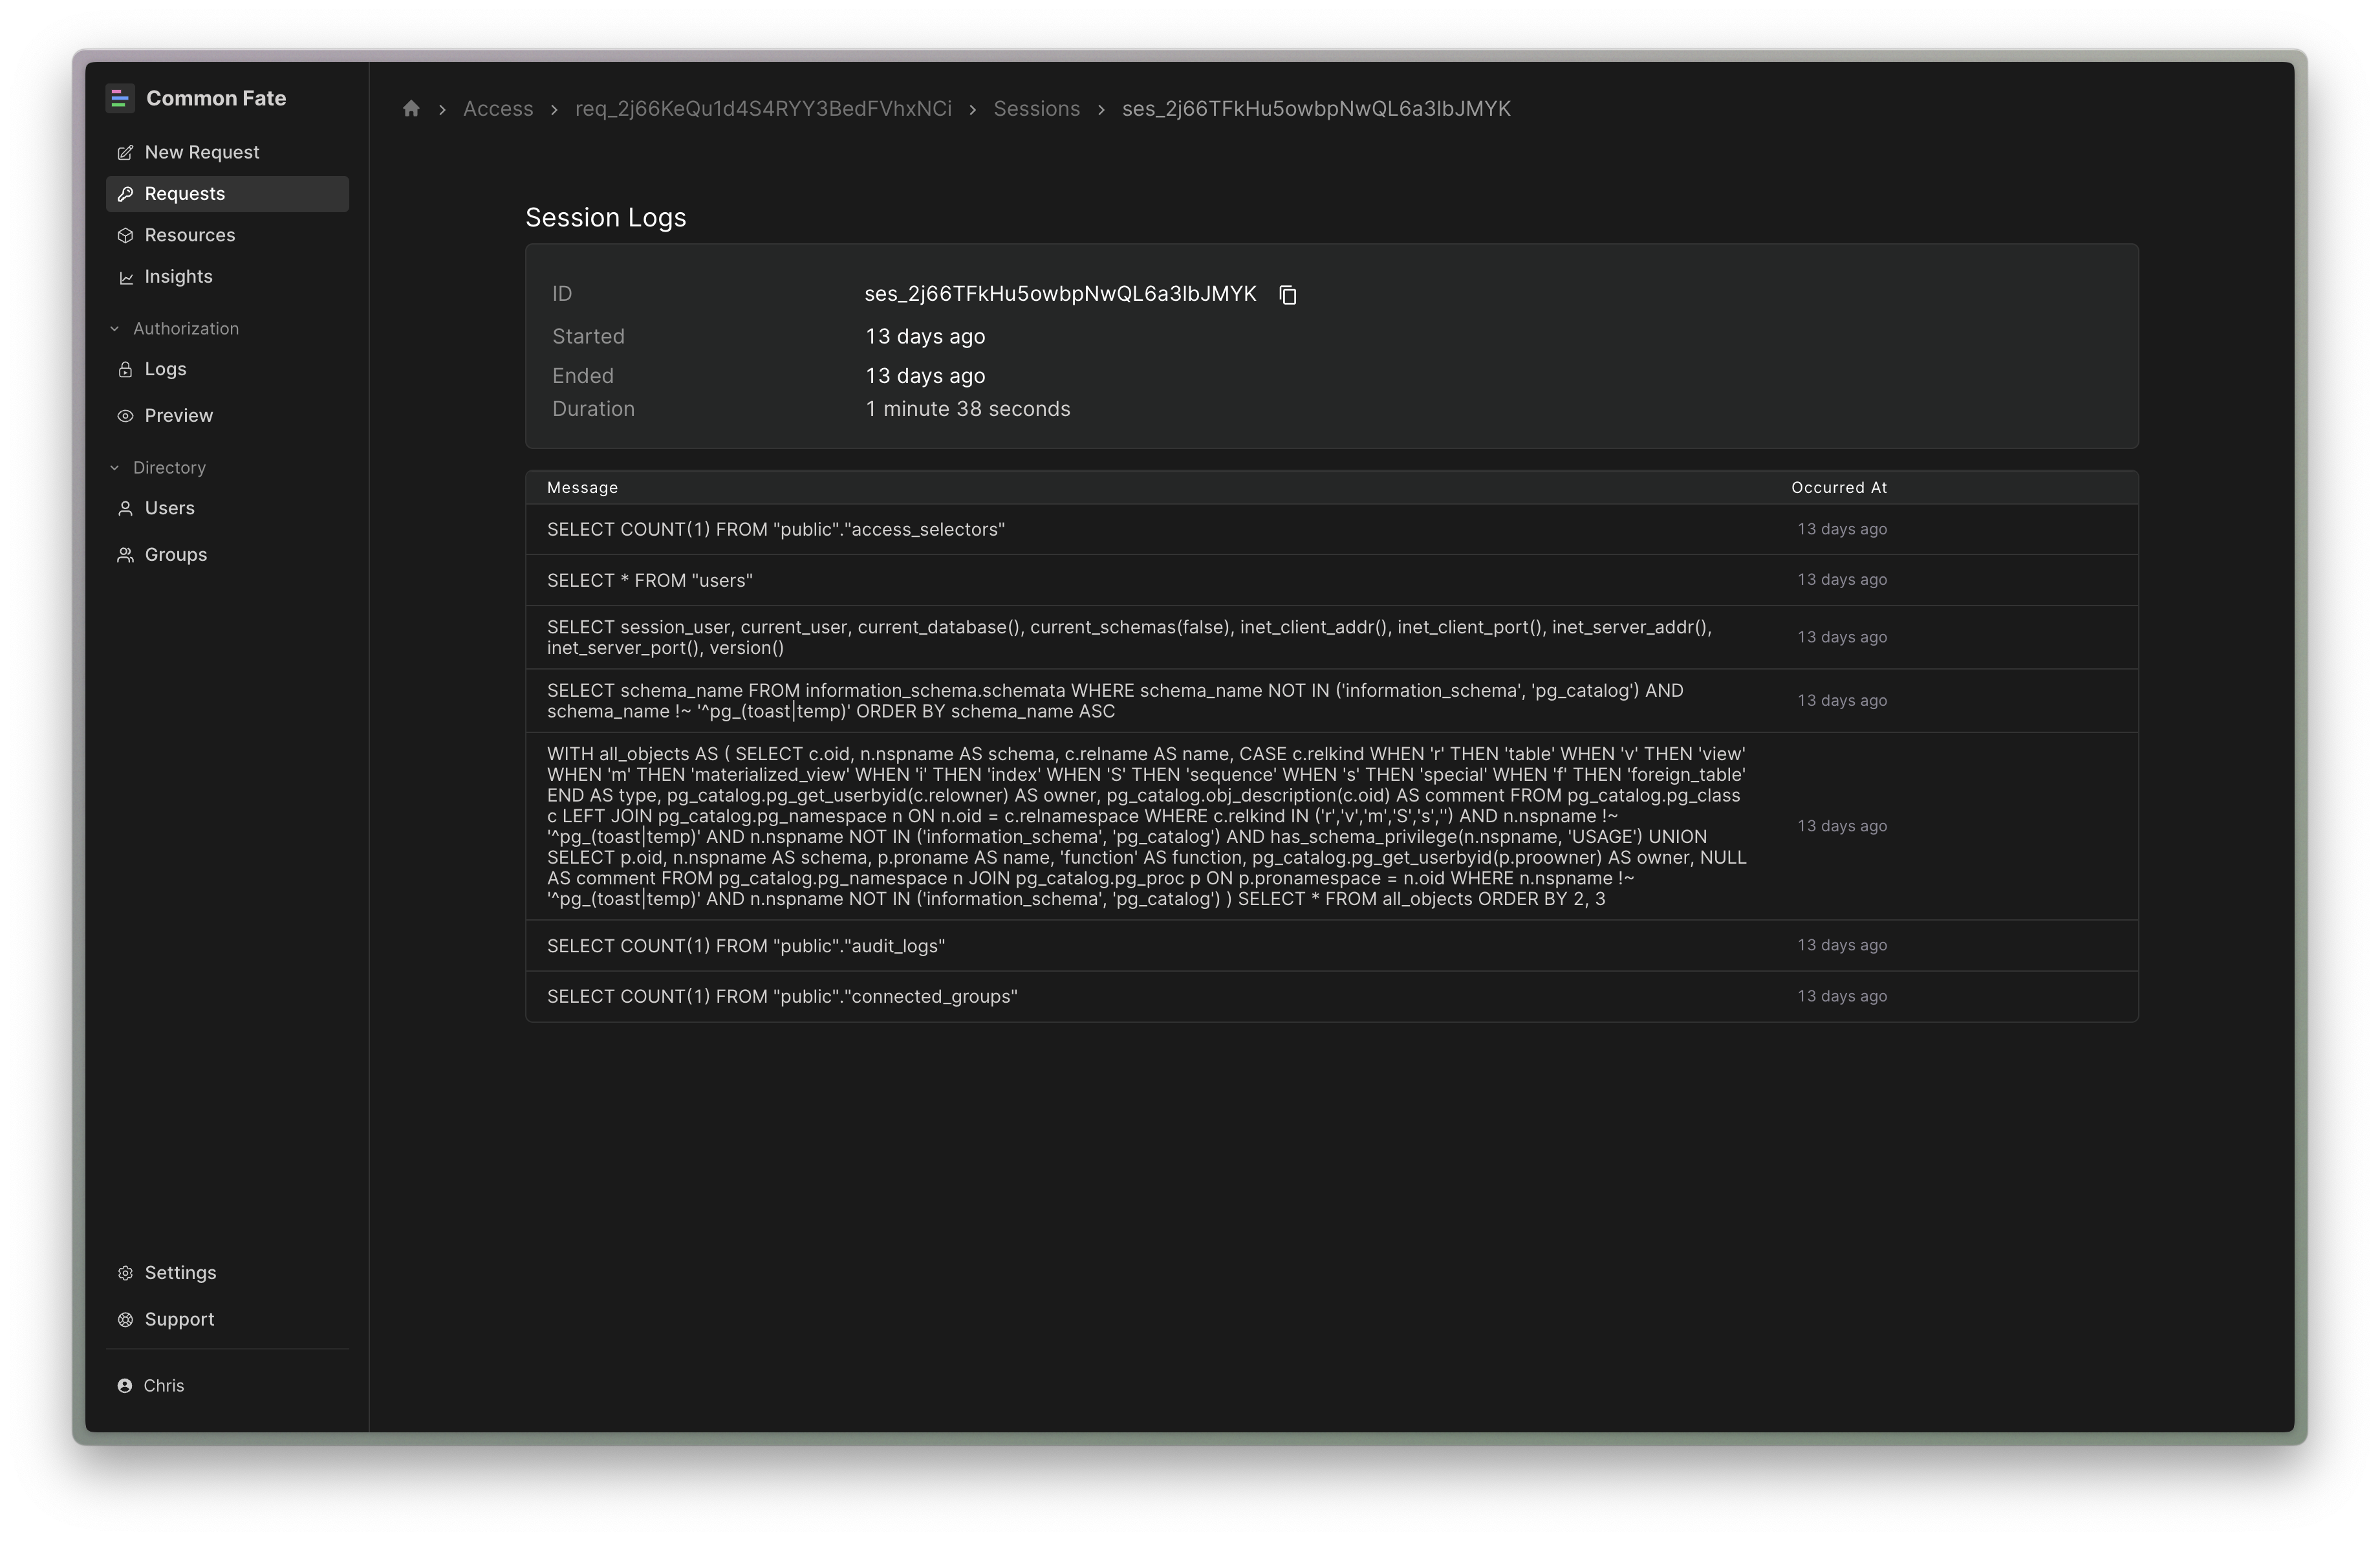 Common Fate
New Request
Requests
Resources
Insights
Authorization
Logs
Preview
Directory
Users
Groups
Settings
Support
Chris
Access > req_2j66KeQu1d4S4RYY3BedFVhxNCi > Sessions > ses_2j66TFkHu5owbpNwQL6a3lbJMYK
Session Logs
ID ses_2j66TFkHu5owbpNwQL6a3lbJMYK
Started 13 days ago
Ended 13 days ago
Duration 1 minute 38 seconds
Message Occurred At
SELECT COUNT(1) FROM "public"."access_selectors" 13 days ago
SELECT * FROM "users" 13 days ago
SELECT session_user, current_user, current_database(), current_schemas(false), inet_client_addr(), inet_client_port(), inet_server_addr(),
inet_server_port(), version()
13 days ago
SELECT schema_name FROM information_schema.schemata WHERE schema_name NOT IN ('information_schema', 'pg_catalog') AND
schema_name !~ '^pg_(toast|temp)' ORDER BY schema_name ASC
13 days ago
WITH all_objects AS ( SELECT c.oid, n.nspname AS schema, c.relname AS name, CASE c.relkind WHEN 'r' THEN 'table' WHEN 'v' THEN 'view'
WHEN 'm' THEN 'materialized_view' WHEN 'i' THEN 'index' WHEN 'S' THEN 'sequence' WHEN 's' THEN 'special' WHEN 'f' THEN 'foreign_table'
END AS type, pg_catalog.pg_get_userbyid(c.relowner) AS owner, pg_catalog.obj_description(c.oid) AS comment FROM pg_catalog.pg_class
c LEFT JOIN pg_catalog.pg_namespace n ON n.oid = c.relnamespace WHERE c.relkind IN ('r','v','m','S','s','') AND n.nspname !~
'^pg_(toast|temp)' AND n.nspname NOT IN ('information_schema', 'pg_catalog') AND has_schema_privilege(n.nspname, 'USAGE') UNION
SELECT p.oid, n.nspname AS schema, p.proname AS name, 'function' AS function, pg_catalog.pg_get_userbyid(p.proowner) AS owner, NULL
AS comment FROM pg_catalog.pg_namespace n JOIN pg_catalog.pg_proc p ON p.pronamespace = n.oid WHERE n.nspname !~
'^pg_(toast|temp)' AND n.nspname NOT IN ('information_schema', 'pg_catalog') ) SELECT * FROM all_objects ORDER BY 2, 3
13 days ago
SELECT COUNT(1) FROM "public"."audit_logs" 13 days ago
SELECT COUNT(1) FROM "public"."connected_groups" 13 days ago